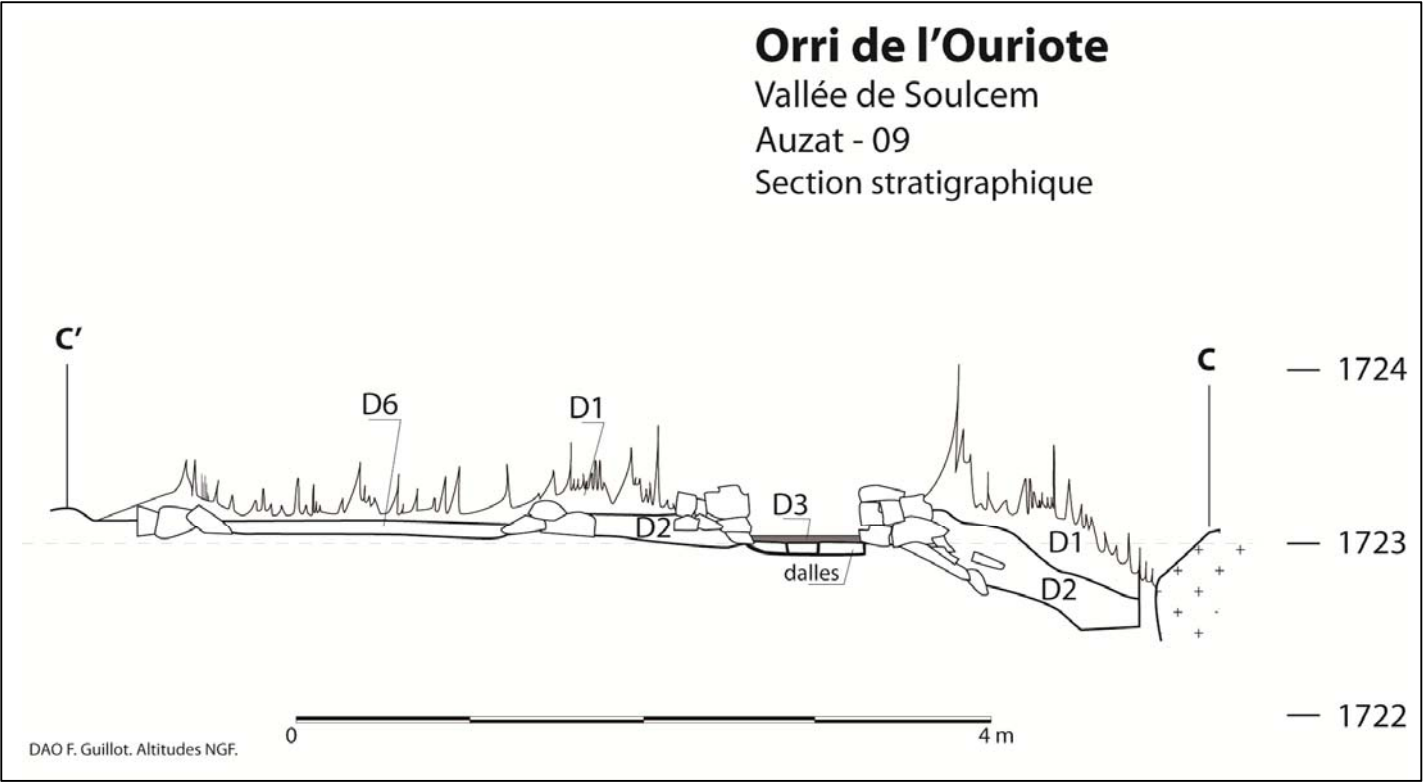 Orri de l'Ouriote
Vallée de Soulcem
Auzat - 09
Section stratigraphique
C'
C
1724
D6
D1
D3
D2
1723
D1
dalles
D2
1722
0
4 m
DAO F. Guillot. Altitudes NGF.